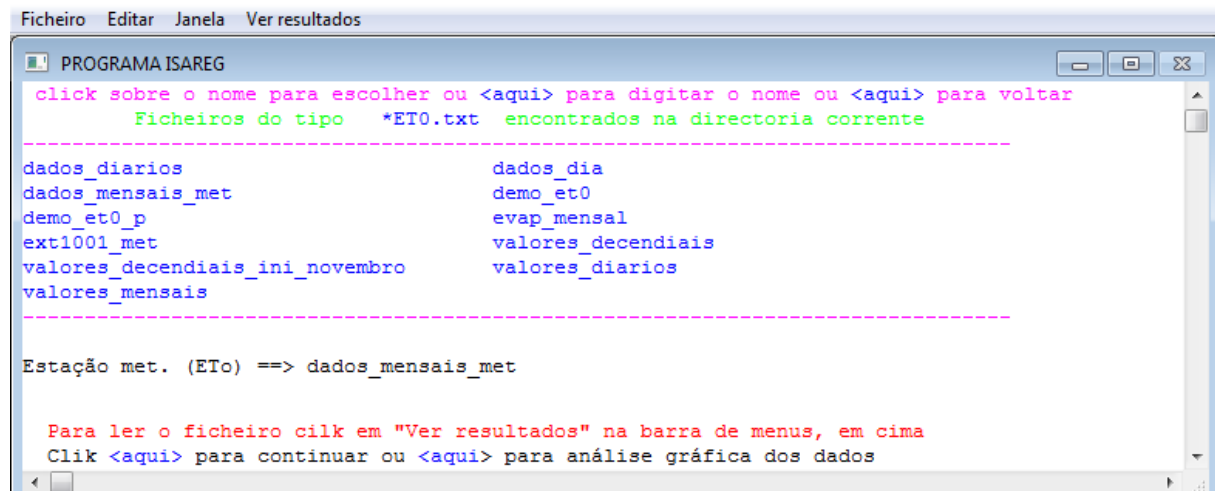 Ficheiro Editar Janela Ver resultados
PROGRAMA ISAREG
click sobre o nome para escolher ou <aqui> para digitar o nome ou <aqui> para voltar
Ficheiros do tipo *ET0.txt encontrados na directoria corrente
--------------------------------------------------------------------------------
dados_diarios dados_dia
dados_mensais_met demo_et0
demo_et0_p evap_mensal
ext1001_met valores_decendiais
valores_decendiais_ini_novembro valores_diarios
valores_mensais
--------------------------------------------------------------------------------
Estação met. (ETo) ==> dados_mensais_met
Para ler o ficheiro cilk em "Ver resultados" na barra de menus, em cima
Clik <aqui> para continuar ou <aqui> para análise gráfica dos dados